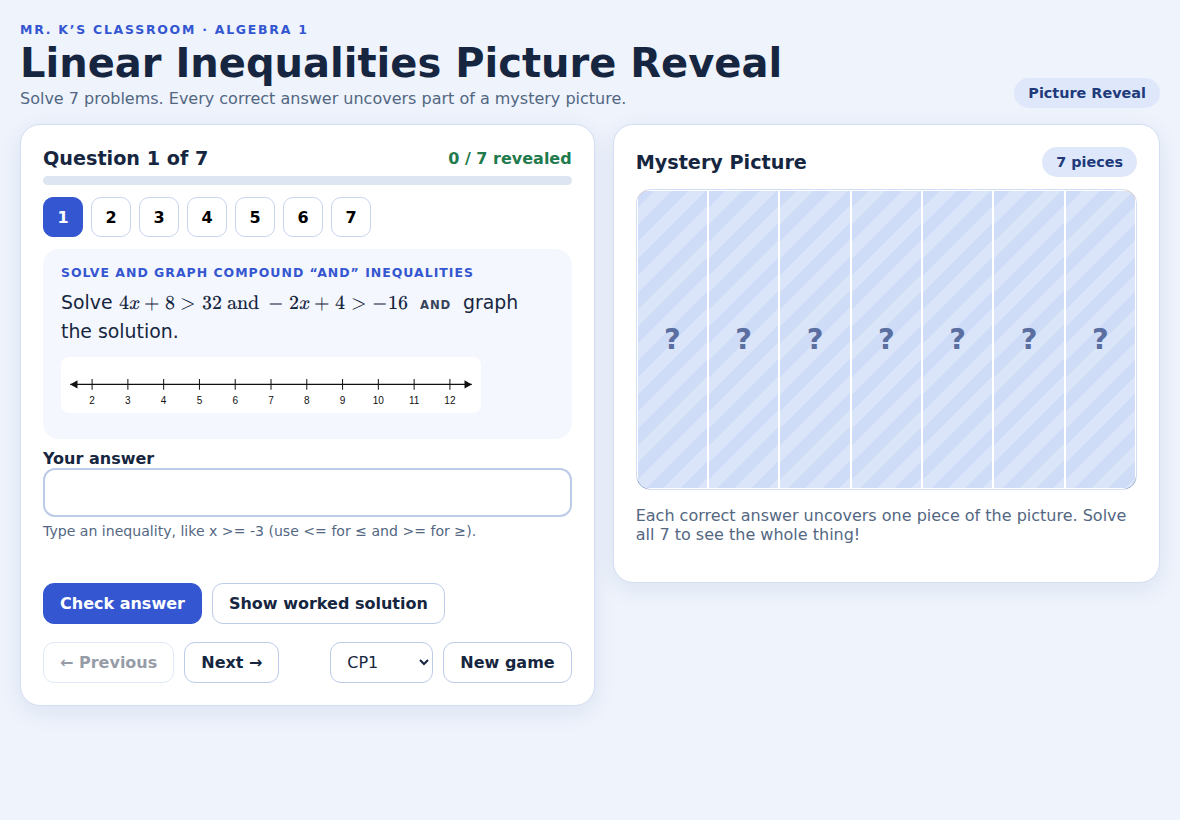 MR. K’S CLASSROOM · ALGEBRA 1
Linear Inequalities Picture Reveal
Solve 7 problems. Every correct answer uncovers part of a mystery picture.
Picture Reveal
Question 1 of 7
0 / 7 revealed
1 2 3 4 5 6 7
SOLVE AND GRAPH COMPOUND “AND” INEQUALITIES
Solve 4x + 8 > 32 and − 2x + 4 > −16 AND graph
the solution.
2 3 4 5 6 7 8 9 10 11 12
Your answer
Type an inequality, like x >= -3 (use <= for ≤ and >= for ≥).
Check answer
Show worked solution
← Previous
Next →
CP1
New game
Mystery Picture
7 pieces
? ? ? ? ? ? ?
Each correct answer uncovers one piece of the picture. Solve
all 7 to see the whole thing!